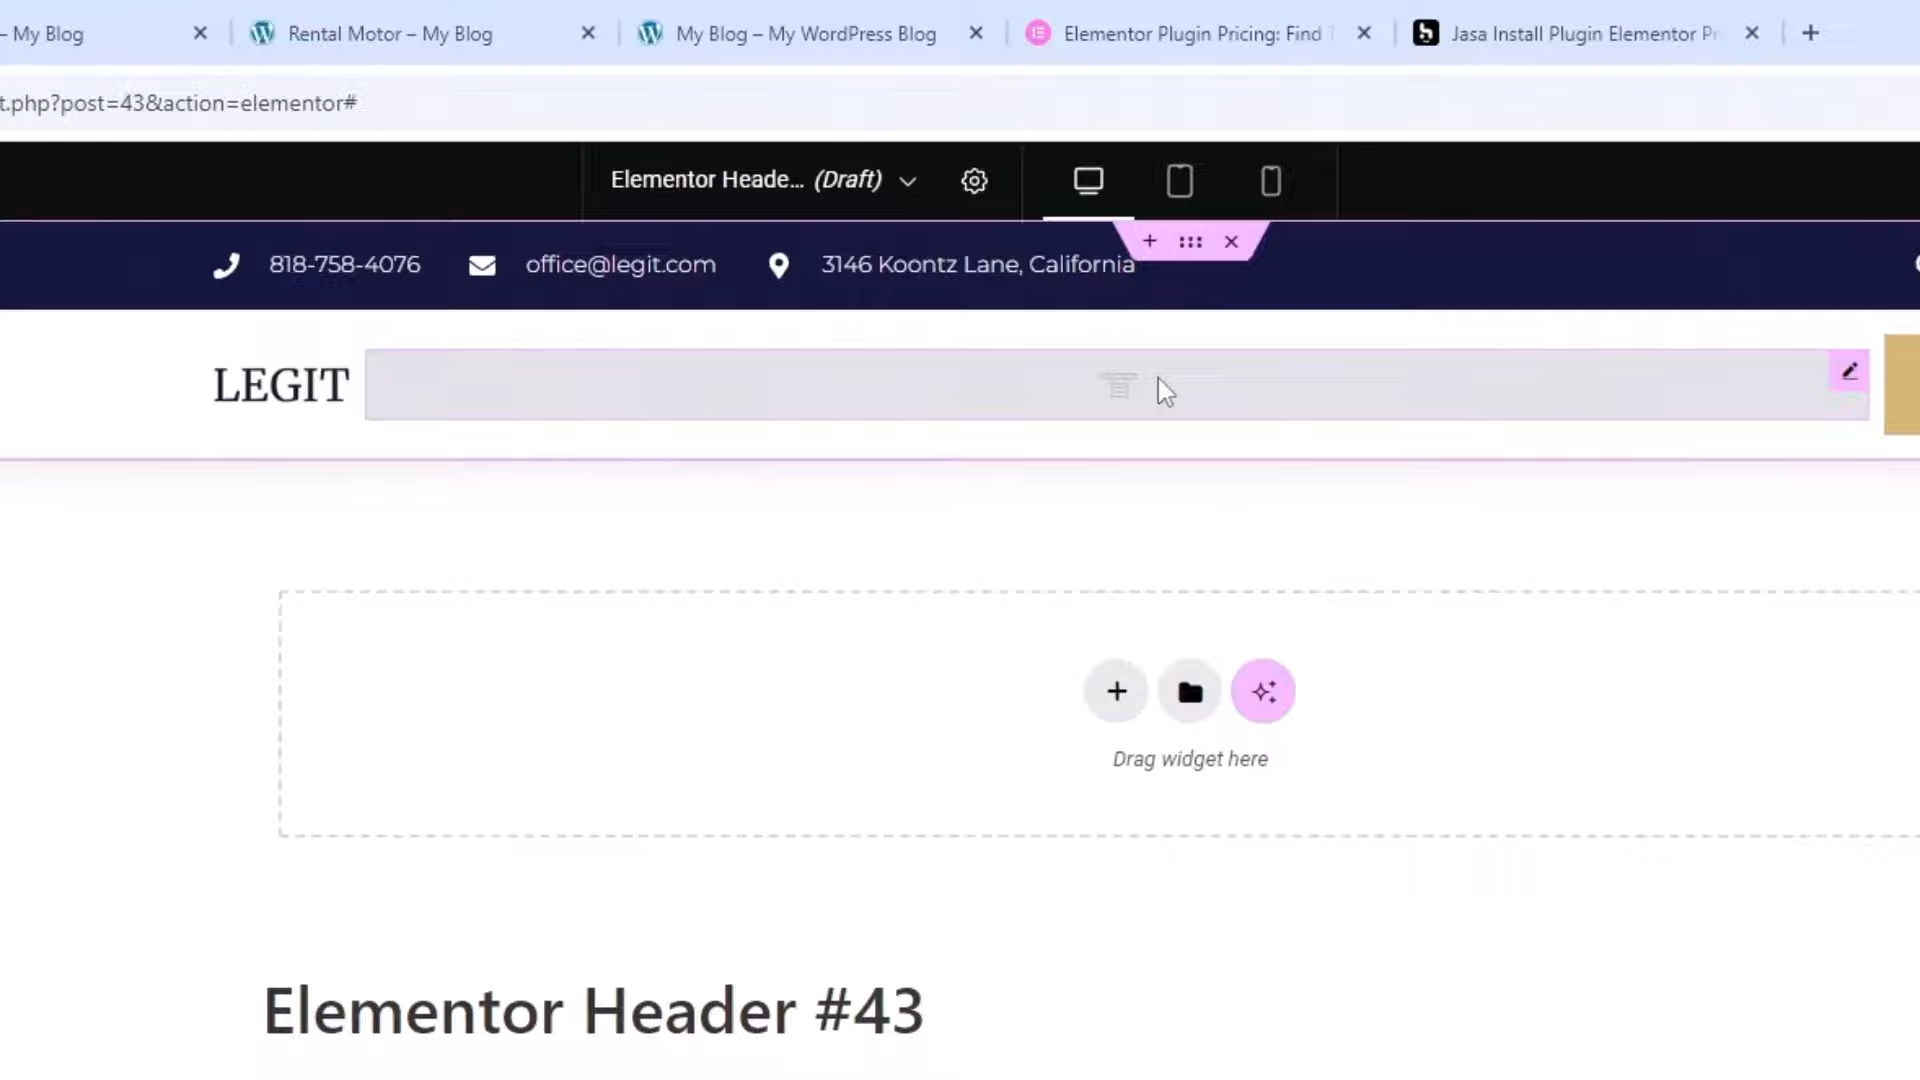 – My Blog
Rental Motor – My Blog
My Blog – My WordPress Blog
Elementor Plugin Pricing: Find
Jasa Install Plugin Elementor Pr
t.php?post=43&action=elementor#
Elementor Heade... (Draft)
818-758-4076
office@legit.com
3146 Koontz Lane, California
LEGIT
Drag widget here
Elementor Header #43